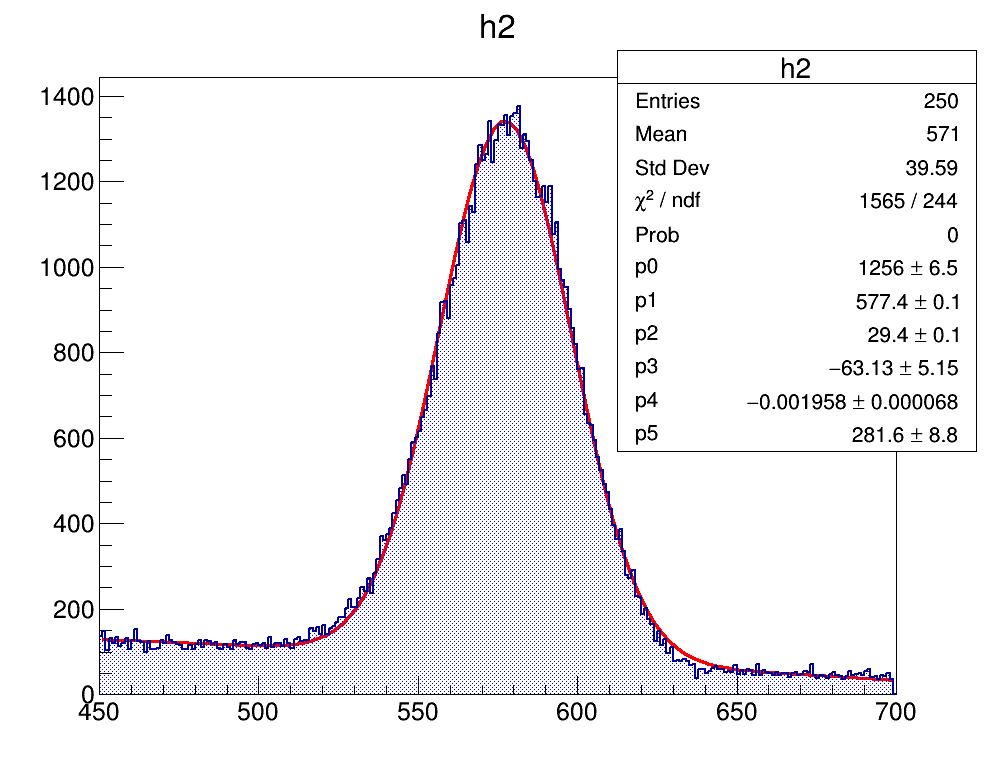 h2
h2
Entries 250
Mean 571
Std Dev 39.59
χ² / ndf 1565 / 244
Prob 0
p0 1256 ± 6.5
p1 577.4 ± 0.1
p2 29.4 ± 0.1
p3 −63.13 ± 5.15
p4 −0.001958 ± 0.000068
p5 281.6 ± 8.8
1400
1200
1000
800
600
400
200
0
450 500 550 600 650 700